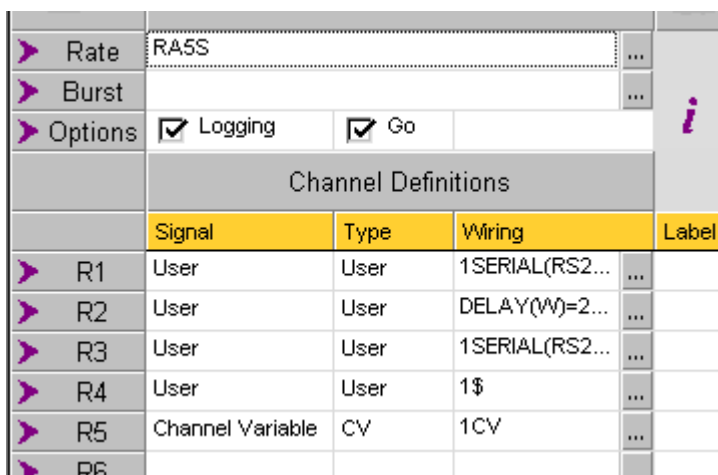 Rate RA5S ...
Burst ...
Options Logging Go i
Channel Definitions
Signal Type Wiring Label
R1 User User 1SERIAL(RS2... ...
R2 User User DELAY(W)=2... ...
R3 User User 1SERIAL(RS2... ...
R4 User User 1$ ...
R5 Channel Variable CV 1CV ...
R6